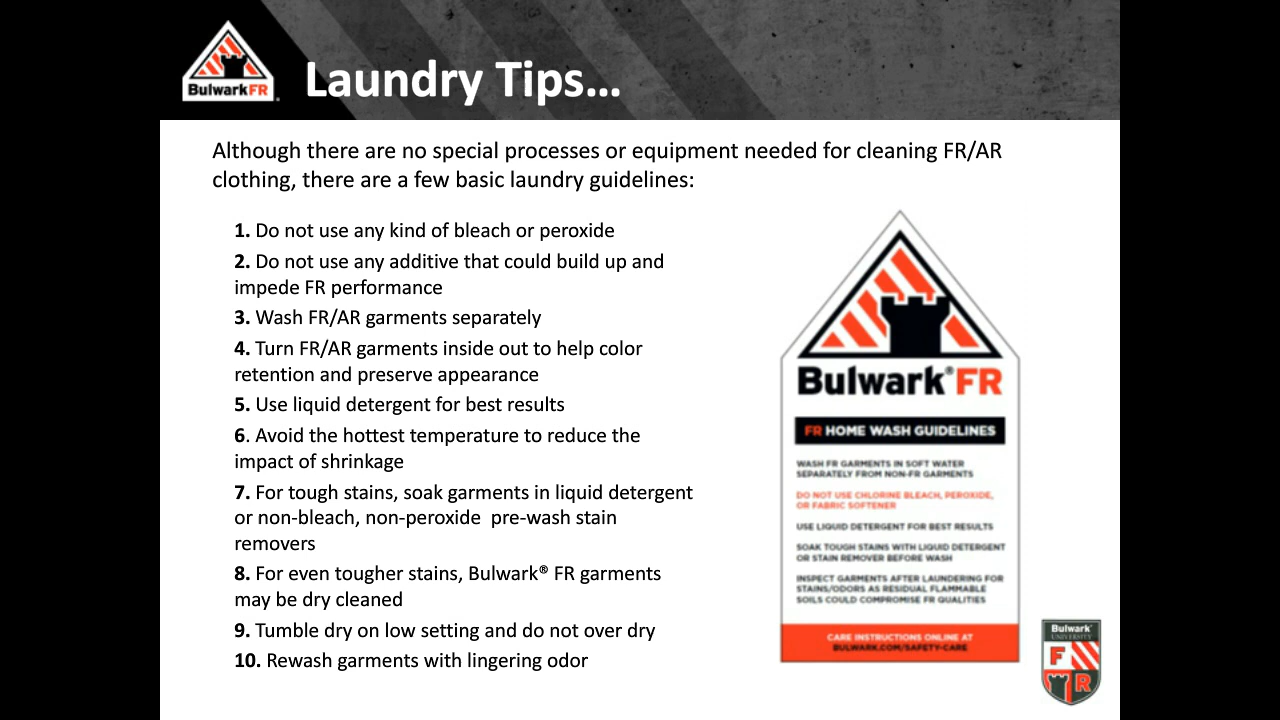 BulwarkFR
Laundry Tips...
Although there are no special processes or equipment needed for cleaning FR/AR
clothing, there are a few basic laundry guidelines:
1. Do not use any kind of bleach or peroxide
2. Do not use any additive that could build up and
impede FR performance
3. Wash FR/AR garments separately
4. Turn FR/AR garments inside out to help color
retention and preserve appearance
5. Use liquid detergent for best results
6. Avoid the hottest temperature to reduce the
impact of shrinkage
7. For tough stains, soak garments in liquid detergent
or non-bleach, non-peroxide  pre-wash stain
removers
8. For even tougher stains, Bulwark® FR garments
may be dry cleaned
9. Tumble dry on low setting and do not over dry
10. Rewash garments with lingering odor
Bulwark®FR
FR HOME WASH GUIDELINES
WASH FR GARMENTS IN SOFT WATER
SEPARATELY FROM NON-FR GARMENTS
DO NOT USE CHLORINE BLEACH, PEROXIDE,
OR FABRIC SOFTENER
USE LIQUID DETERGENT FOR BEST RESULTS
SOAK TOUGH STAINS WITH LIQUID DETERGENT
OR STAIN REMOVER BEFORE WASH
INSPECT GARMENTS AFTER LAUNDERING FOR
STAINS/ODORS AS RESIDUAL FLAMMABLE
SOILS COULD COMPROMISE FR QUALITIES
CARE INSTRUCTIONS ONLINE AT
BULWARK.COM/SAFETY-CARE
Bulwark
UNIVERSITY
F
R